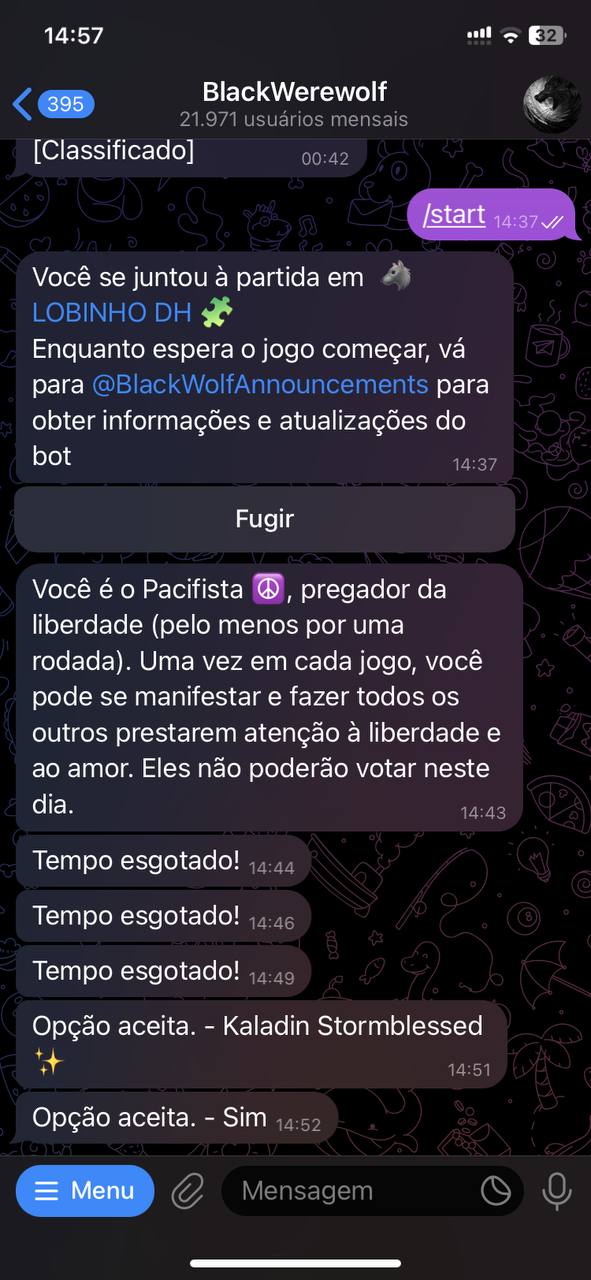 14:57
32
395
BlackWerewolf
21.971 usuários mensais
[Classificado] 00:42
/start 14:37
Você se juntou à partida em 🐺
LOBINHO DH 🧩
Enquanto espera o jogo começar, vá
para @BlackWolfAnnouncements para
obter informações e atualizações do
bot 14:37
Fugir
Você é o Pacifista ☮️, pregador da
liberdade (pelo menos por uma
rodada). Uma vez em cada jogo, você
pode se manifestar e fazer todos os
outros prestarem atenção à liberdade e
ao amor. Eles não poderão votar neste
dia. 14:43
Tempo esgotado! 14:44
Tempo esgotado! 14:46
Tempo esgotado! 14:49
Opção aceita. - Kaladin Stormblessed
✨ 14:51
Opção aceita. - Sim 14:52
Menu
Mensagem